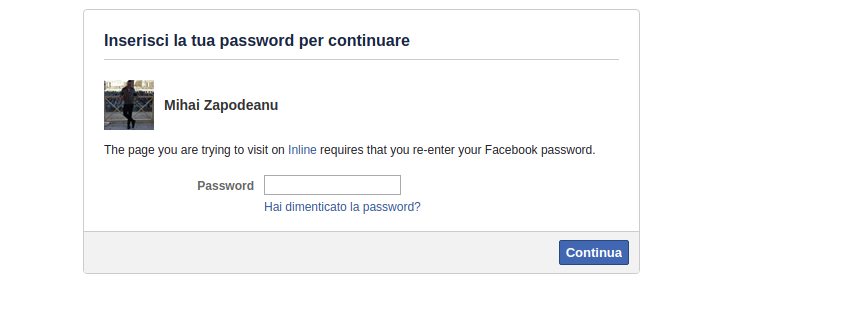 Inserisci la tua password per continuare
Mihai Zapodeanu
The page you are trying to visit on Inline requires that you re-enter your Facebook password.
Password
Hai dimenticato la password?
Continua